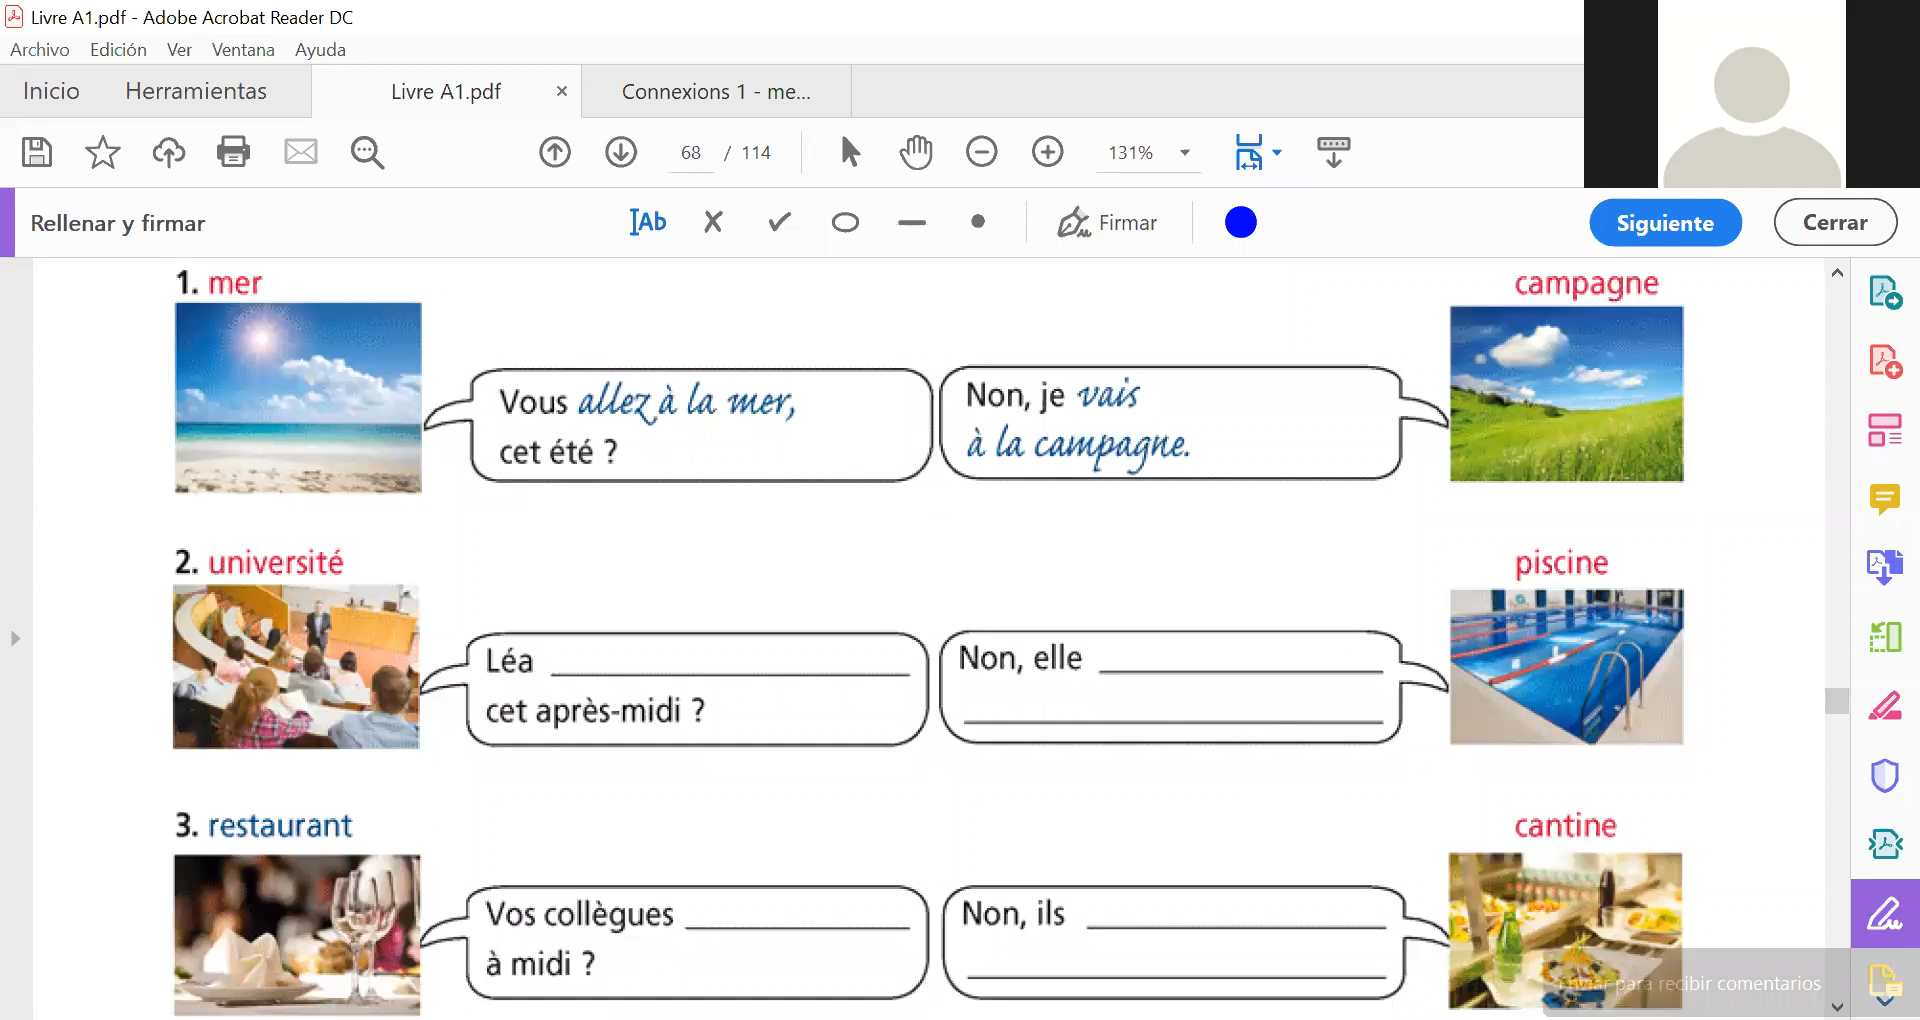 Livre A1.pdf - Adobe Acrobat Reader DC
Archivo Edición Ver Ventana Ayuda
Inicio Herramientas Livre A1.pdf × Connexions 1 - me...
68 / 114 131%
Rellenar y firmar Ab Firmar Siguiente Cerrar
1. mer campagne
Vous allez à la mer,
cet été ?
Non, je vais
à la campagne.
2. université piscine
Léa
cet après-midi ?
Non, elle
3. restaurant cantine
Vos collègues
à midi ?
Non, ils
para recibir comentarios